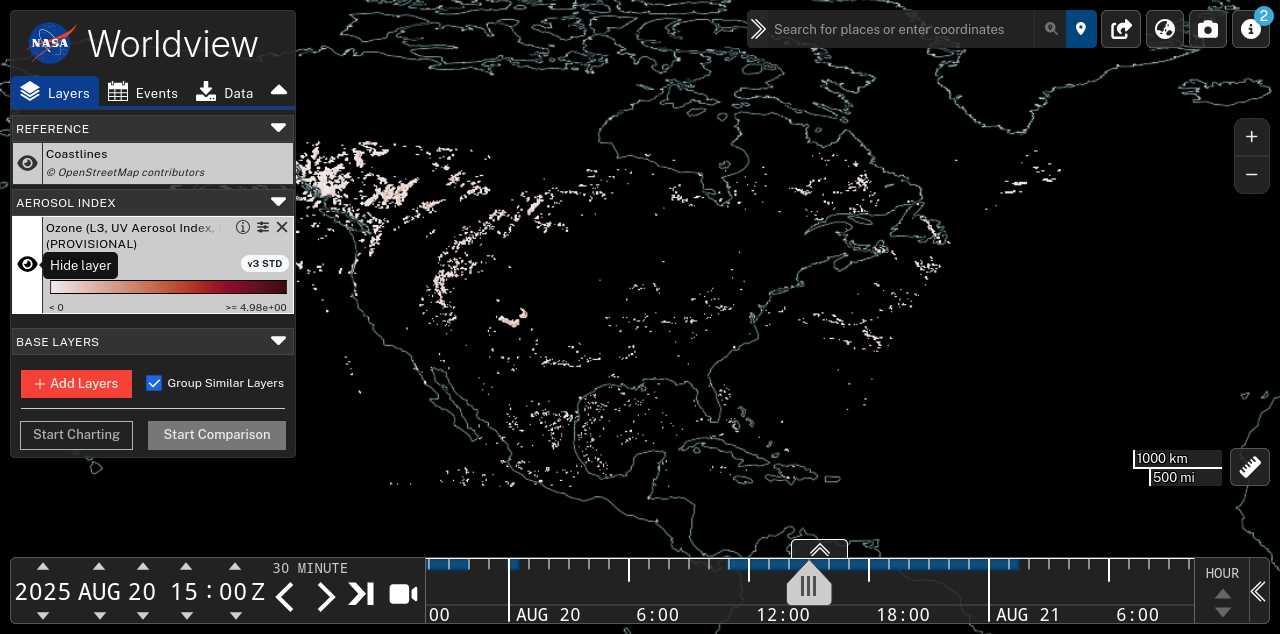 NASA
Worldview
Layers
Events
Data
REFERENCE
Coastlines
© OpenStreetMap contributors
AEROSOL INDEX
Ozone (L3, UV Aerosol Index,
(PROVISIONAL)
Hide layer
v3 STD
< 0
>= 4.98e+00
BASE LAYERS
+ Add Layers
Group Similar Layers
Start Charting
Start Comparison
Search for places or enter coordinates
2
1000 km
500 mi
2025 AUG 20 15 : 00 Z
30 MINUTE
00
AUG 20
6:00
12:00
18:00
AUG 21
6:00
HOUR